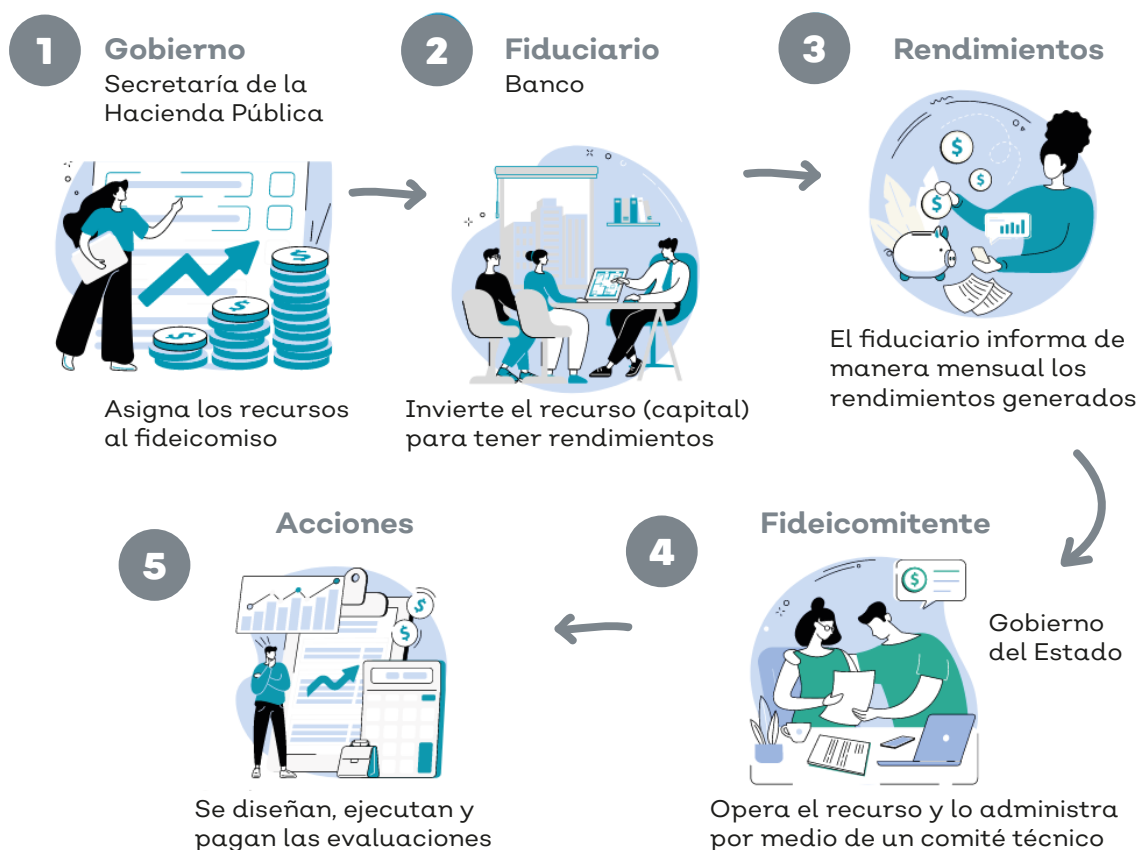 1
Gobierno
Secretaría de la
Hacienda Pública
Asigna los recursos
al fideicomiso
2
Fiduciario
Banco
Invierte el recurso (capital)
para tener rendimientos
3
Rendimientos
El fiduciario informa de
manera mensual los
rendimientos generados
4
Fideicomitente
Gobierno
del Estado
Opera el recurso y lo administra
por medio de un comité técnico
5
Acciones
Se diseñan, ejecutan y
pagan las evaluaciones